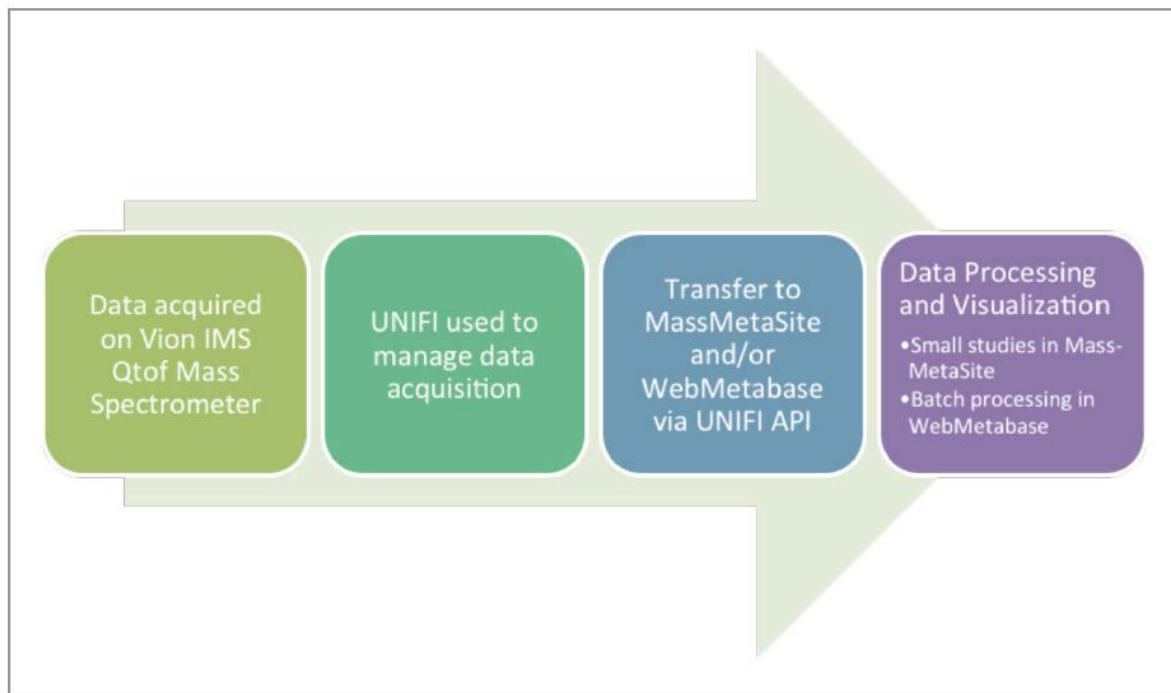 Data acquired
on Vion IMS
Qtof Mass
Spectrometer
UNIFI used to
manage data
acquisition
Transfer to
MassMetaSite
and/or
WebMetabase
via UNIFI API
Data Processing
and Visualization
•Small studies in Mass-
MetaSite
•Batch processing in
WebMetabase